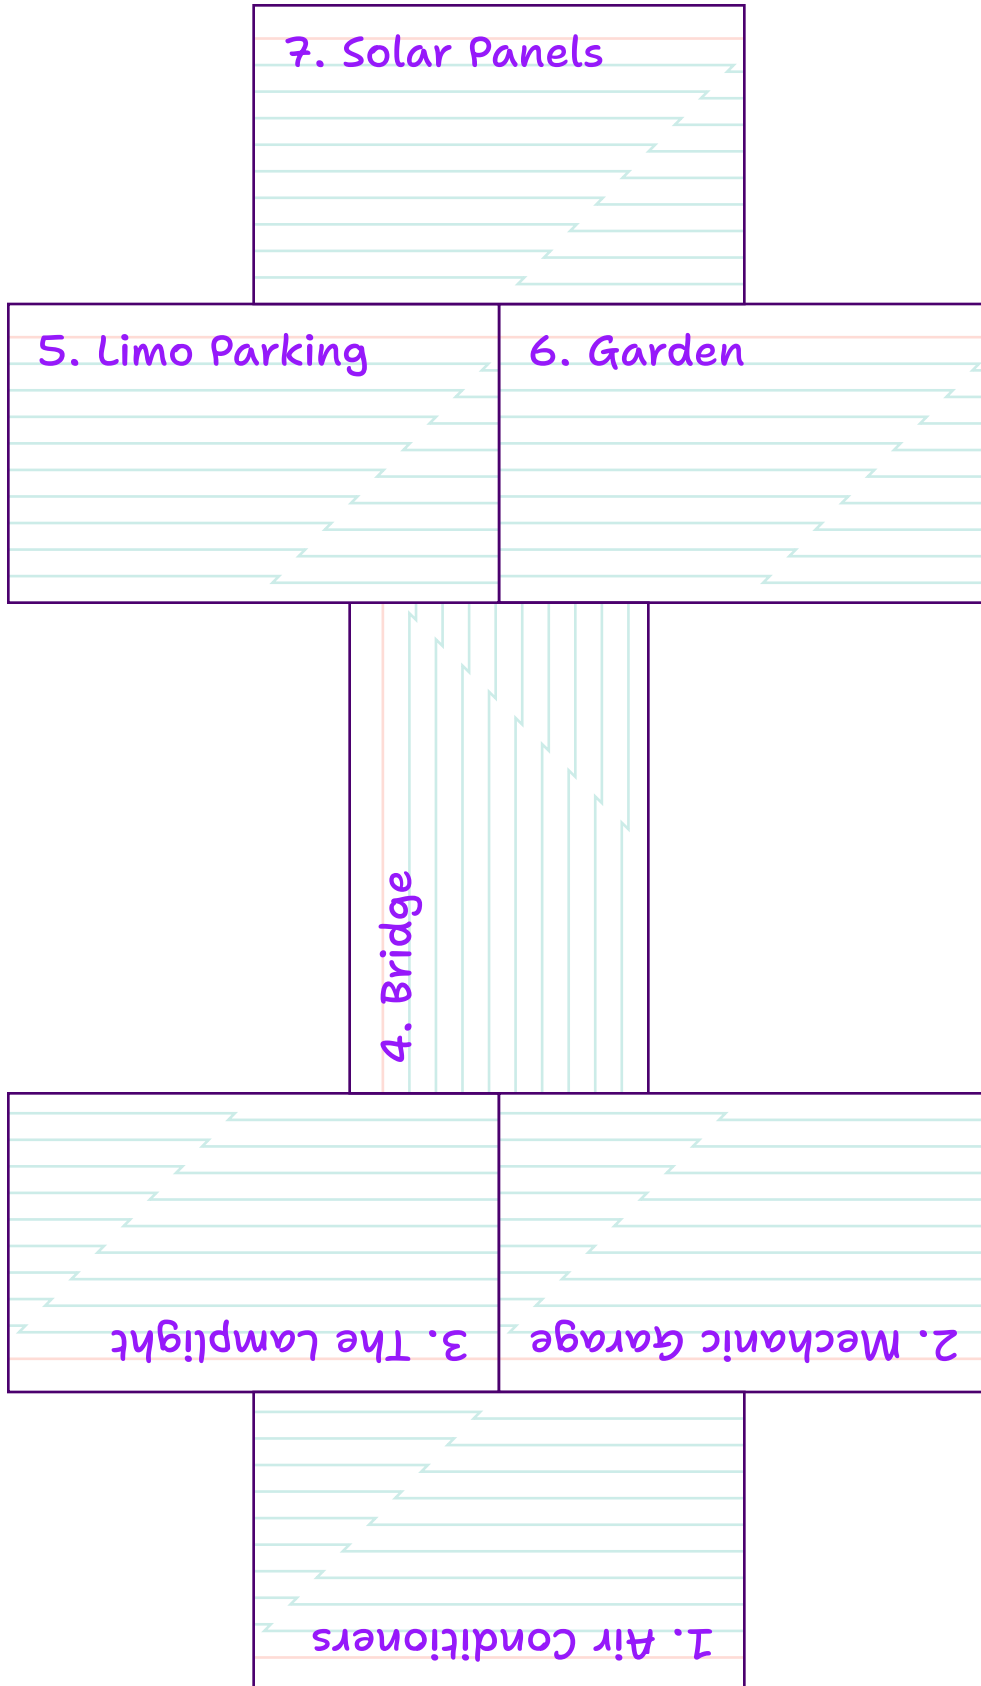 7. Solar Panels
5. Limo Parking
6. Garden
4. Bridge
3. The Lamplight
2. Mechanic Garage
1. Air Conditioners